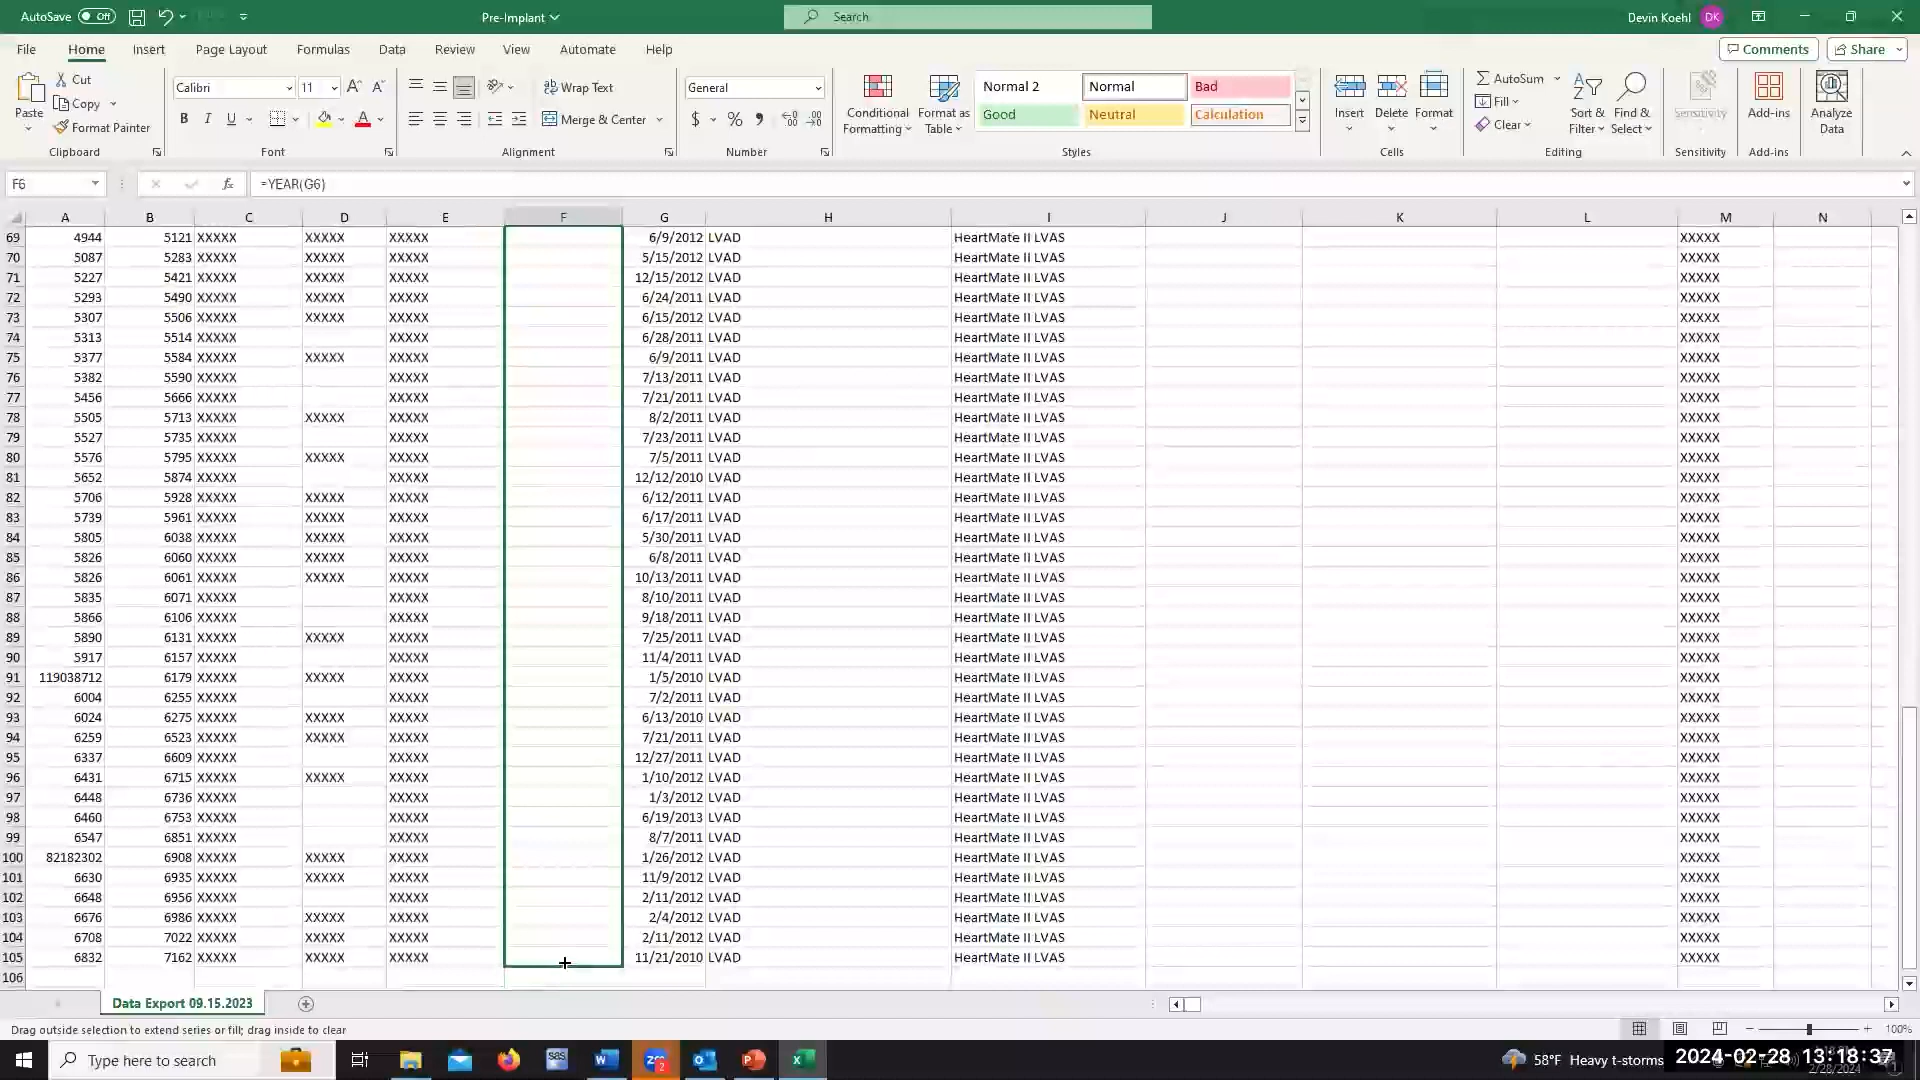 AutoSave Off Pre-Implant Search Devin Koehl DK
File Home Insert Page Layout Formulas Data Review View Automate Help Comments Share
Paste Cut Copy Format Painter Clipboard
Calibri 11 A A B I U A Font
Wrap Text Merge & Center Alignment
General $ % Number
Conditional Formatting Format as Table Normal 2 Normal Bad Good Neutral Calculation Styles
Insert Delete Format Cells
AutoSum Fill Clear Sort & Filter Find & Select Editing
Sensitivity Sensitivity
Add-ins Add-ins
Analyze Data
F6 fx =YEAR(G6)
A B C D E F G H I J K L M N
69 4944 5121 XXXXX XXXXX XXXXX 6/9/2012 LVAD HeartMate II LVAS XXXXX
70 5087 5283 XXXXX XXXXX XXXXX 5/15/2012 LVAD HeartMate II LVAS XXXXX
71 5227 5421 XXXXX XXXXX XXXXX 12/15/2012 LVAD HeartMate II LVAS XXXXX
72 5293 5490 XXXXX XXXXX XXXXX 6/24/2011 LVAD HeartMate II LVAS XXXXX
73 5307 5506 XXXXX XXXXX XXXXX 6/15/2012 LVAD HeartMate II LVAS XXXXX
74 5313 5514 XXXXX XXXXX 6/28/2011 LVAD HeartMate II LVAS XXXXX
75 5377 5584 XXXXX XXXXX XXXXX 6/9/2011 LVAD HeartMate II LVAS XXXXX
76 5382 5590 XXXXX XXXXX 7/13/2011 LVAD HeartMate II LVAS XXXXX
77 5456 5666 XXXXX XXXXX 7/21/2011 LVAD HeartMate II LVAS XXXXX
78 5505 5713 XXXXX XXXXX XXXXX 8/2/2011 LVAD HeartMate II LVAS XXXXX
79 5527 5735 XXXXX XXXXX 7/23/2011 LVAD HeartMate II LVAS XXXXX
80 5576 5795 XXXXX XXXXX XXXXX 7/5/2011 LVAD HeartMate II LVAS XXXXX
81 5652 5874 XXXXX XXXXX 12/12/2010 LVAD HeartMate II LVAS XXXXX
82 5706 5928 XXXXX XXXXX XXXXX 6/12/2011 LVAD HeartMate II LVAS XXXXX
83 5739 5961 XXXXX XXXXX XXXXX 6/17/2011 LVAD HeartMate II LVAS XXXXX
84 5805 6038 XXXXX XXXXX XXXXX 5/30/2011 LVAD HeartMate II LVAS XXXXX
85 5826 6060 XXXXX XXXXX XXXXX 6/8/2011 LVAD HeartMate II LVAS XXXXX
86 5826 6061 XXXXX XXXXX XXXXX 10/13/2011 LVAD HeartMate II LVAS XXXXX
87 5835 6071 XXXXX XXXXX 8/10/2011 LVAD HeartMate II LVAS XXXXX
88 5866 6106 XXXXX XXXXX 9/18/2011 LVAD HeartMate II LVAS XXXXX
89 5890 6131 XXXXX XXXXX XXXXX 7/25/2011 LVAD HeartMate II LVAS XXXXX
90 5917 6157 XXXXX XXXXX 11/4/2011 LVAD HeartMate II LVAS XXXXX
91 119038712 6179 XXXXX XXXXX XXXXX 1/5/2010 LVAD HeartMate II LVAS XXXXX
92 6004 6255 XXXXX XXXXX 7/2/2011 LVAD HeartMate II LVAS XXXXX
93 6024 6275 XXXXX XXXXX XXXXX 6/13/2010 LVAD HeartMate II LVAS XXXXX
94 6259 6523 XXXXX XXXXX XXXXX 7/21/2011 LVAD HeartMate II LVAS XXXXX
95 6337 6609 XXXXX XXXXX 12/27/2011 LVAD HeartMate II LVAS XXXXX
96 6431 6715 XXXXX XXXXX XXXXX 1/10/2012 LVAD HeartMate II LVAS XXXXX
97 6448 6736 XXXXX XXXXX 1/3/2012 LVAD HeartMate II LVAS XXXXX
98 6460 6753 XXXXX XXXXX 6/19/2013 LVAD HeartMate II LVAS XXXXX
99 6547 6851 XXXXX XXXXX 8/7/2011 LVAD HeartMate II LVAS XXXXX
100 82182302 6908 XXXXX XXXXX XXXXX 1/26/2012 LVAD HeartMate II LVAS XXXXX
101 6630 6935 XXXXX XXXXX XXXXX 11/9/2012 LVAD HeartMate II LVAS XXXXX
102 6648 6956 XXXXX XXXXX 2/11/2012 LVAD HeartMate II LVAS XXXXX
103 6676 6986 XXXXX XXXXX XXXXX 2/4/2012 LVAD HeartMate II LVAS XXXXX
104 6708 7022 XXXXX XXXXX XXXXX 2/11/2012 LVAD HeartMate II LVAS XXXXX
105 6832 7162 XXXXX XXXXX XXXXX 11/21/2010 LVAD HeartMate II LVAS XXXXX
106
Data Export 09.15.2023
Drag outside selection to extend series or fill; drag inside to clear 100%
Type here to search 58°F Heavy t-storms 2024-02-28 13:18:37
2/28/2024